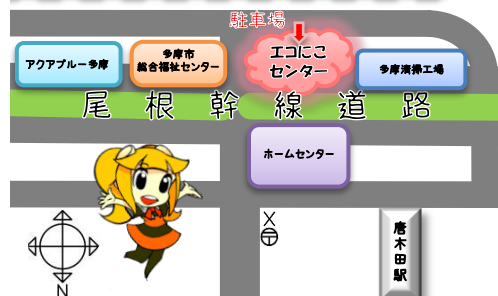 駐車場
アクアブルー多摩
多摩市
総合福祉センター
エコにこ
センター
多摩清掃工場
尾根幹線道路
ホームセンター
唐木田駅
X
〒
N